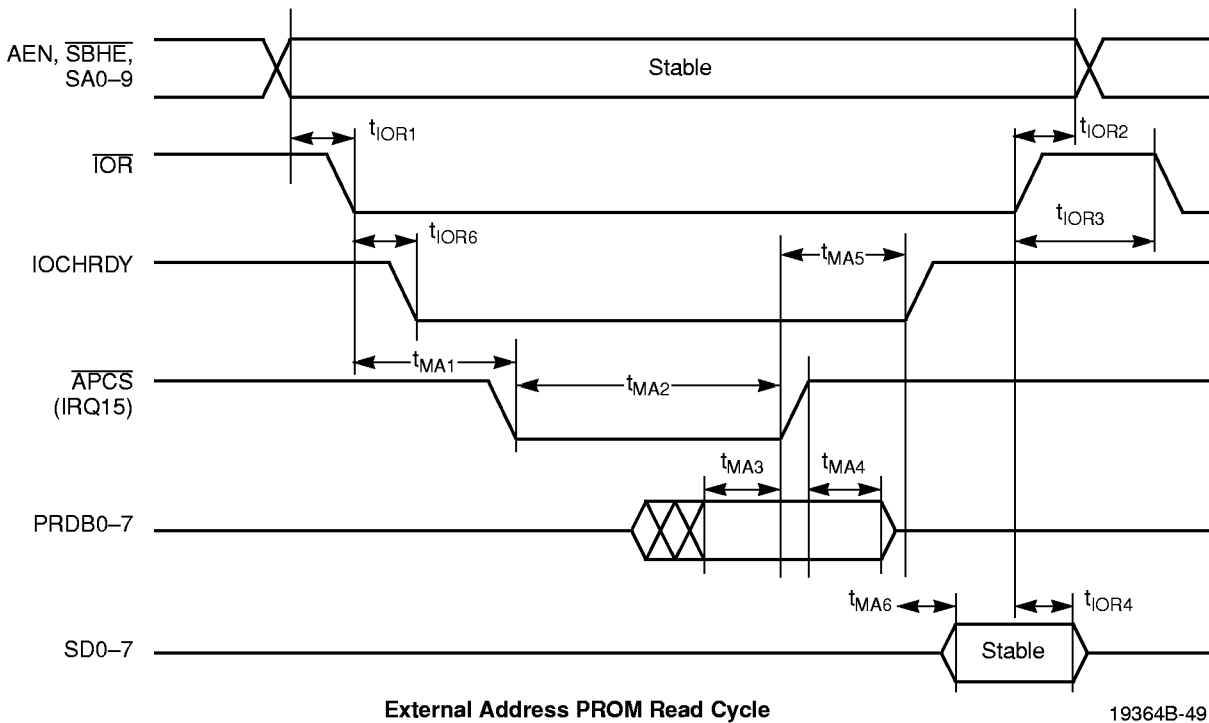 AEN, SBHE,
SA0–9
Stable
tIOR1
tIOR2
IOR
tIOR3
tIOR6
IOCHRDY
tMA5
tMA1
tMA2
APCS
(IRQ15)
tMA3
tMA4
PRDB0–7
tMA6
tIOR4
SD0–7
Stable
External Address PROM Read Cycle
19364B-49